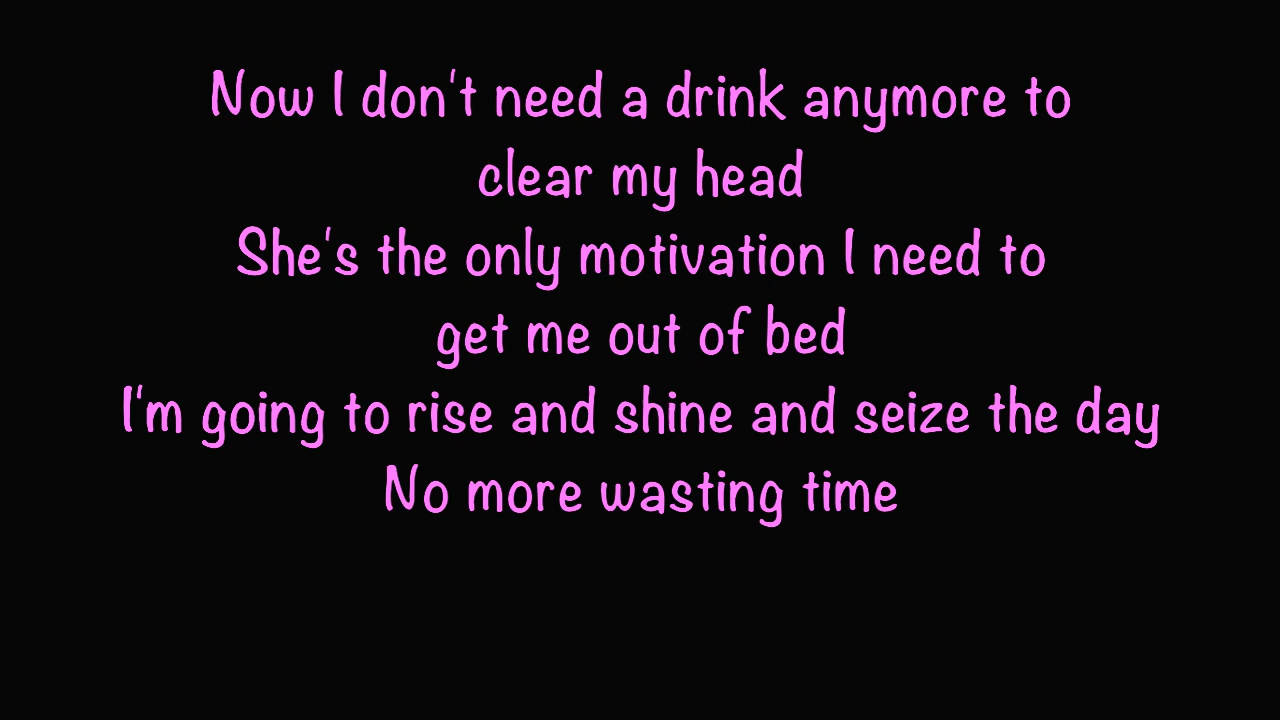 Now I don't need a drink anymore to
clear my head
She's the only motivation I need to
get me out of bed
I'm going to rise and shine and seize the day
No more wasting time